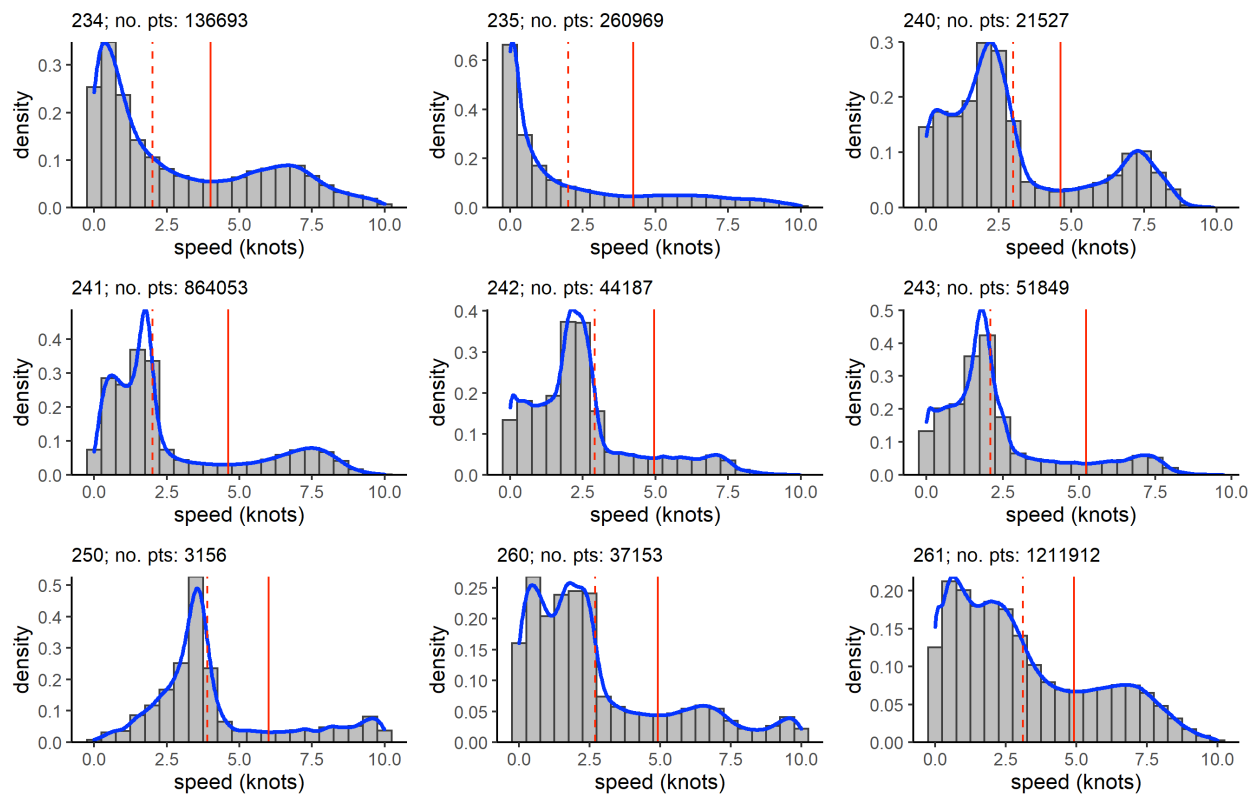 234; no. pts: 136693
235; no. pts: 260969
240; no. pts: 21527
density
0.3
0.2
0.1
0.0
0.0 2.5 5.0 7.5 10.0
speed (knots)
density
0.6
0.4
0.2
0.0
0.0 2.5 5.0 7.5 10.0
speed (knots)
density
0.3
0.2
0.1
0.0
0.0 2.5 5.0 7.5 10.0
speed (knots)
241; no. pts: 864053
242; no. pts: 44187
243; no. pts: 51849
density
0.4
0.3
0.2
0.1
0.0
0.0 2.5 5.0 7.5 10.0
speed (knots)
density
0.4
0.3
0.2
0.1
0.0
0.0 2.5 5.0 7.5 10.0
speed (knots)
density
0.5
0.4
0.3
0.2
0.1
0.0
0.0 2.5 5.0 7.5 10.0
speed (knots)
250; no. pts: 3156
260; no. pts: 37153
261; no. pts: 1211912
density
0.5
0.4
0.3
0.2
0.1
0.0
0.0 2.5 5.0 7.5 10.0
speed (knots)
density
0.25
0.20
0.15
0.10
0.05
0.00
0.0 2.5 5.0 7.5 10.0
speed (knots)
density
0.20
0.15
0.10
0.05
0.00
0.0 2.5 5.0 7.5 10.0
speed (knots)